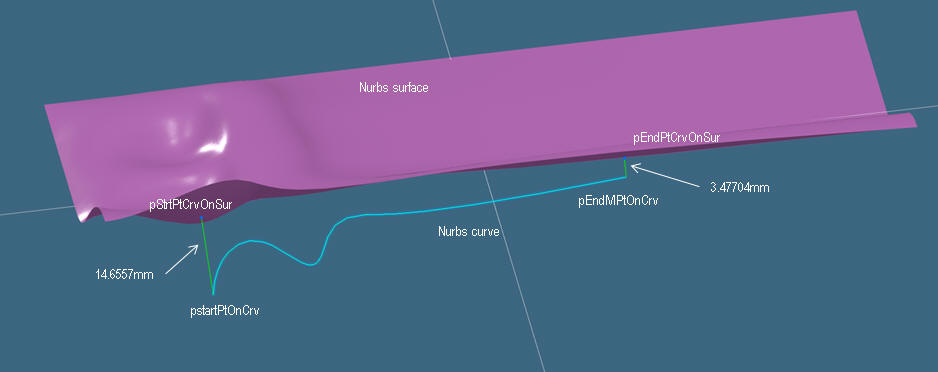 Nurbs surface
pEndPtCrvOnSur
3.47704mm
pStrtPtCrvOnSur
pEndMPtOnCrv
Nurbs curve
14.6557mm
pstartPtOnCrv